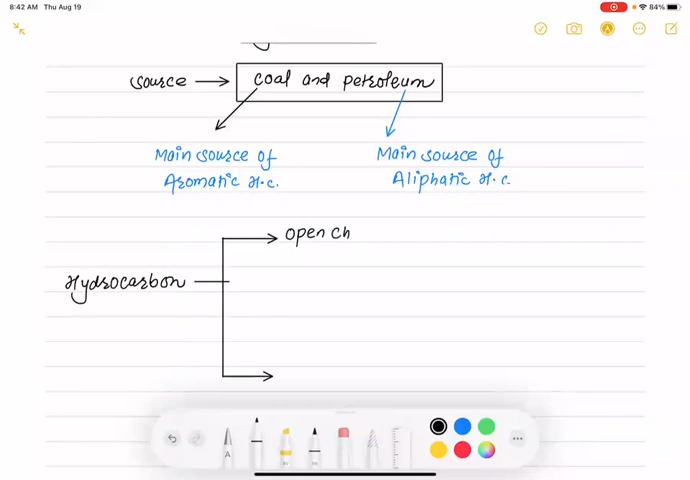 8:42 AM Thu Aug 19
84%
source → coal and petroleum
Main source of
Aromatic H.C.
Main source of
Aliphatic H.C.
open ch
Hydrocarbon
A